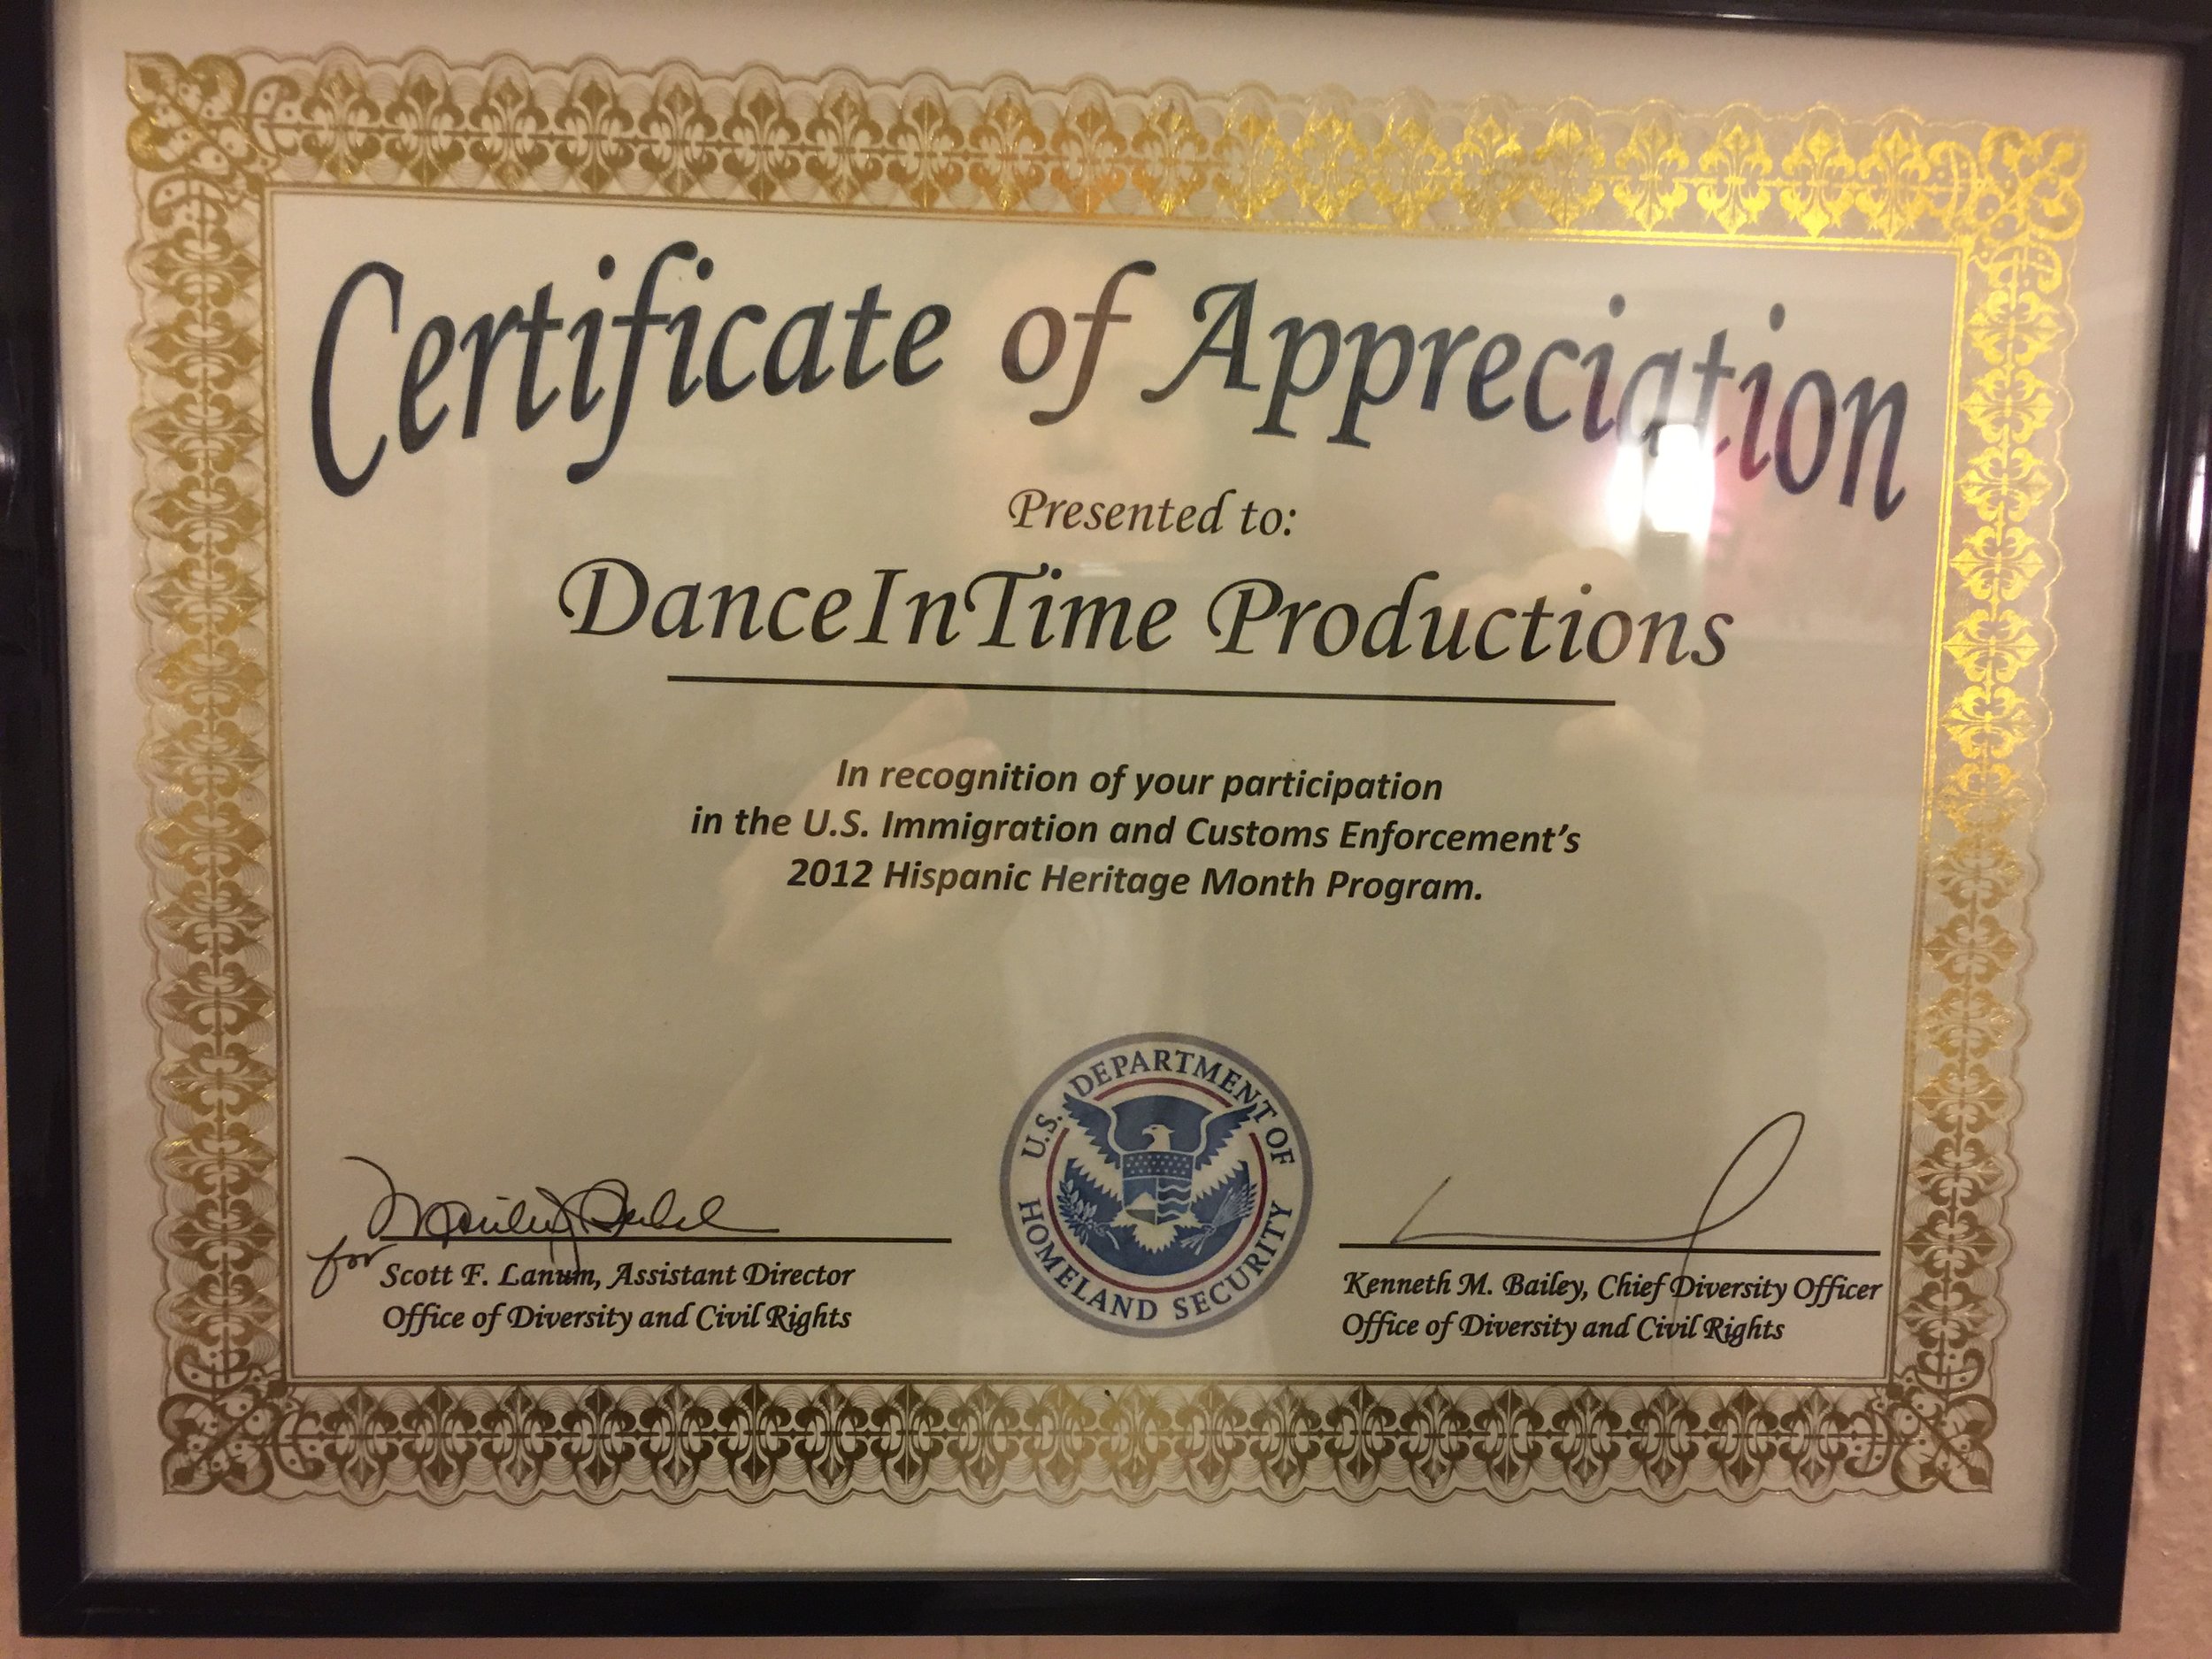 Certificate of Appreciation
Presented to:
DanceInTime Productions
In recognition of your participation
in the U.S. Immigration and Customs Enforcement's
2012 Hispanic Heritage Month Program.
U.S. DEPARTMENT OF
HOMELAND SECURITY
for
Scott F. Lanum, Assistant Director
Office of Diversity and Civil Rights
Kenneth M. Bailey, Chief Diversity Officer
Office of Diversity and Civil Rights